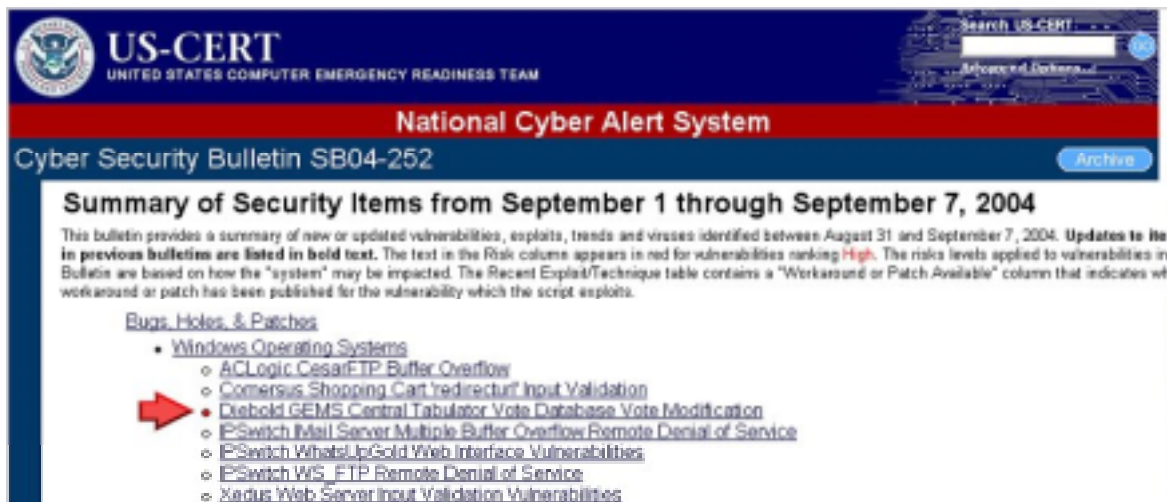 US-CERT
UNITED STATES COMPUTER EMERGENCY READINESS TEAM
Search US-CERT
GO
Advanced Options
National Cyber Alert System
Cyber Security Bulletin SB04-252
Archive
Summary of Security Items from September 1 through September 7, 2004
This bulletin provides a summary of new or updated vulnerabilities, exploits, trends and viruses identified between August 31 and September 7, 2004. Updates to ite
in previous bulletins are listed in bold text. The text in the Risk column appears in red for vulnerabilities ranking High. The risks levels applied to vulnerabilities in
Bulletin are based on how the "system" may be impacted. The Recent Exploit/Technique table contains a "Workaround or Patch Available" column that indicates wh
workaround or patch has been published for the vulnerability which the script exploits.
Bugs, Holes, & Patches
• Windows Operating Systems
○ ACLogic CesarFTP Buffer Overflow
○ Comersus Shopping Cart 'redirecturl' Input Validation
• Diebold GEMS Central Tabulator Vote Database Vote Modification
○ IPSwitch IMail Server Multiple Buffer Overflow Remote Denial of Service
○ IPSwitch WhatsUpGold Web Interface Vulnerabilities
○ IPSwitch WS_FTP Remote Denial of Service
○ Xedus Web Server Input Validation Vulnerabilities